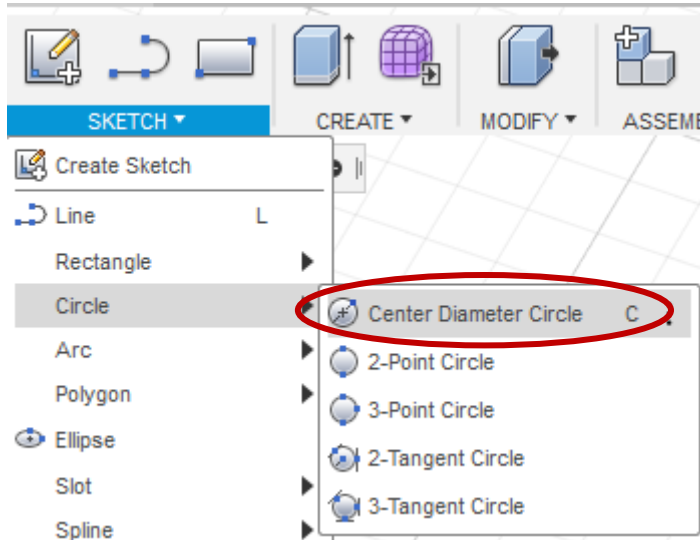 SKETCH CREATE MODIFY ASSEME
Create Sketch
Line L
Rectangle
Circle
Arc
Polygon
Ellipse
Slot
Spline
Center Diameter Circle C
2-Point Circle
3-Point Circle
2-Tangent Circle
3-Tangent Circle